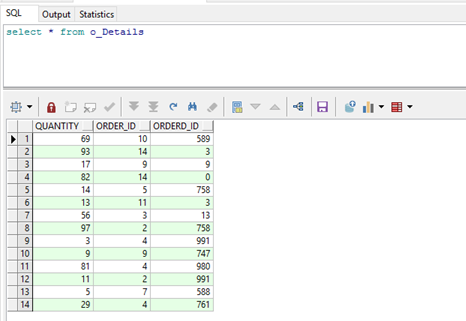 SQL Output Statistics
select * from o_Details
QUANTITY ORDER_ID ORDERD_ID
1 69 10 589
2 93 14 3
3 17 9 9
4 82 14 0
5 14 5 758
6 13 11 3
7 56 3 13
8 97 2 758
9 3 4 991
10 9 9 747
11 81 4 980
12 11 2 991
13 5 7 588
14 29 4 761